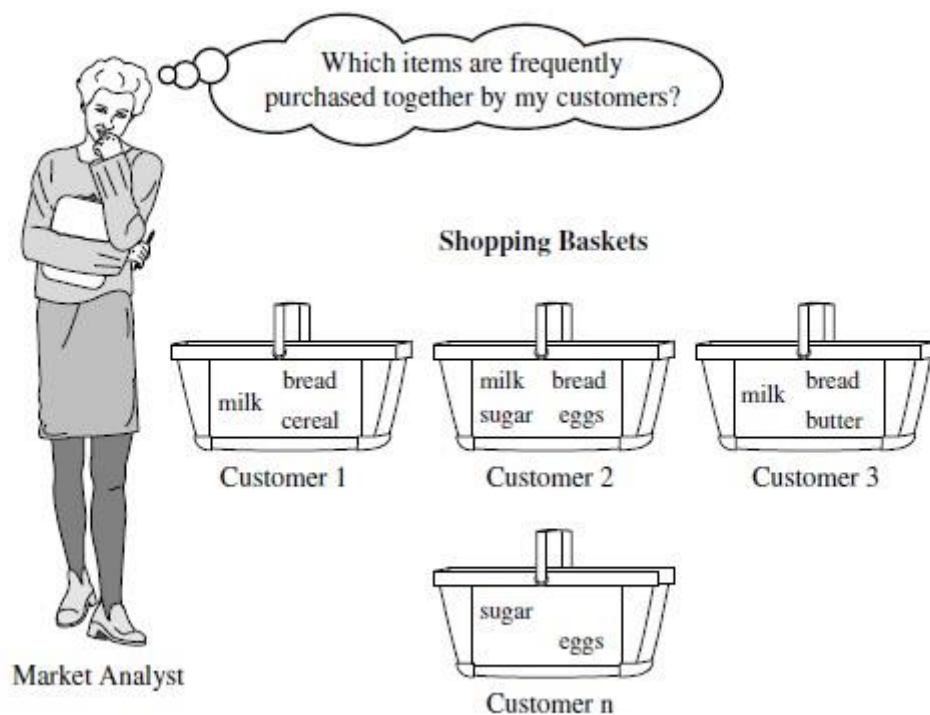 Which items are frequently
purchased together by my customers?
Shopping Baskets
milk
bread
cereal
Customer 1
milk bread
sugar eggs
Customer 2
milk
bread
butter
Customer 3
sugar
eggs
Customer n
Market Analyst